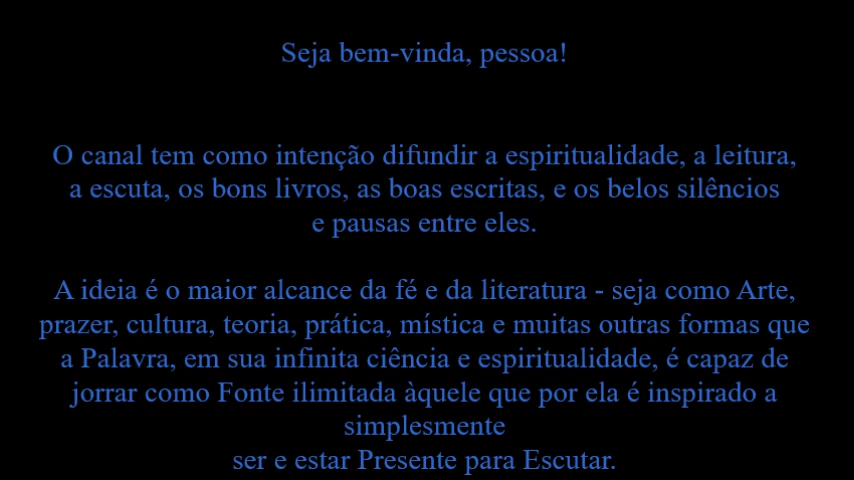 Seja bem-vinda, pessoa!
O canal tem como intenção difundir a espiritualidade, a leitura,
a escuta, os bons livros, as boas escritas, e os belos silêncios
e pausas entre eles.
A ideia é o maior alcance da fé e da literatura - seja como Arte,
prazer, cultura, teoria, prática, mística e muitas outras formas que
a Palavra, em sua infinita ciência e espiritualidade, é capaz de
jorrar como Fonte ilimitada àquele que por ela é inspirado a
simplesmente
ser e estar Presente para Escutar.